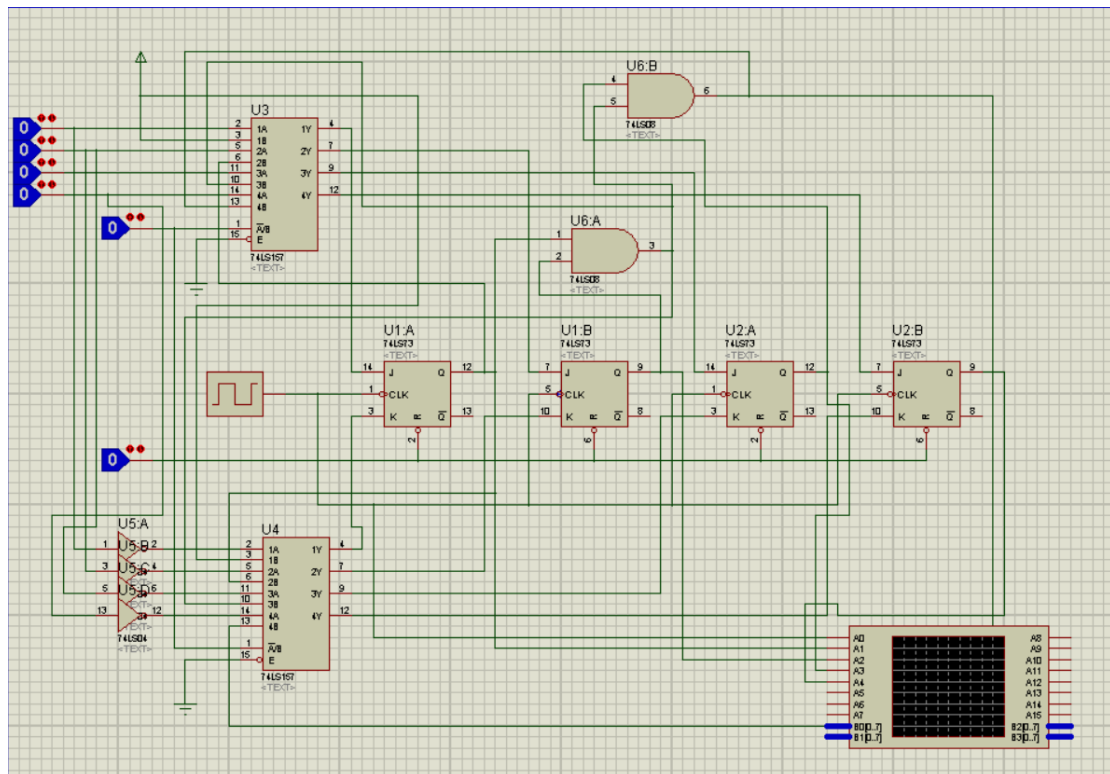 U6:B
4
5
6
74LS08
<TEXT>
U3
2 1A 1Y 4
3 1B
5 2A 2Y 7
6 2B
11 3A 3Y 9
10 3B
14 4A 4Y 12
13 4B
1 A/B
15 E
74LS157
<TEXT>
0
0
0
0
0
U6:A
1
2
3
74LS08
<TEXT>
U1:A
74LS73
<TEXT>
14 J Q 12
1 CLK
3 K R Q 13
2
U1:B
74LS73
<TEXT>
7 J Q 9
5 CLK
10 K R Q 8
6
U2:A
74LS73
<TEXT>
14 J Q 12
1 CLK
3 K R Q 13
2
U2:B
74LS73
<TEXT>
7 J Q 9
5 CLK
10 K R Q 8
6
0
U5:A
1 U5:B 2
3 U5:C 4
5 U5:D 6
13 12
74LS04
<TEXT>
U4
2 1A 1Y 4
3 1B
5 2A 2Y 7
6 2B
11 3A 3Y 9
10 3B
14 4A 4Y 12
13 4B
1 A/B
15 E
74LS157
<TEXT>
A0 A8
A1 A9
A2 A10
A3 A11
A4 A12
A5 A13
A6 A14
A7 A15
B0[0..7] B2[0..7]
B1[0..7] B3[0..7]